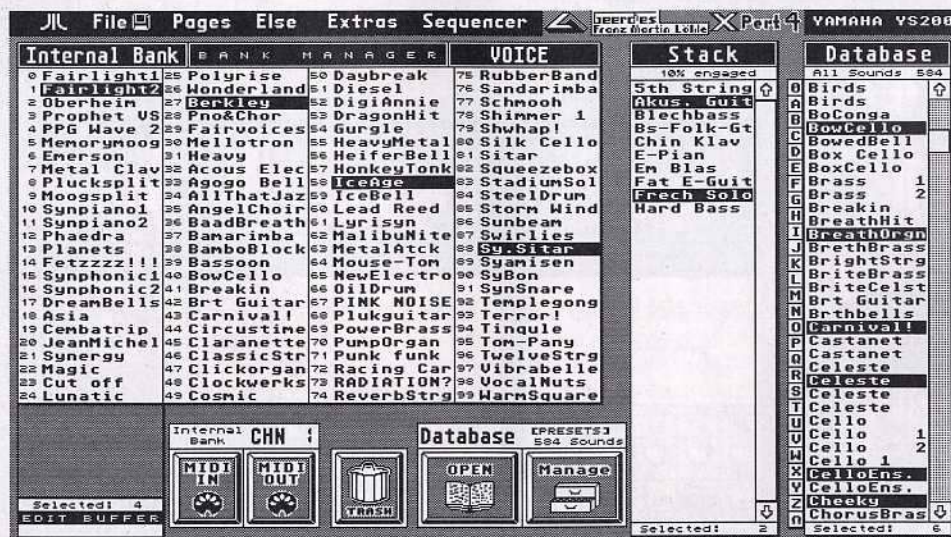 File Pages Else Extras Sequencer geerdes Franz Martin Löhle X Pert 4 YAMAHA YS200
Internal Bank BANK MANAGER VOICE
0 Fairlight1
1 Fairlight2
2 Oberheim
3 Prophet VS
4 PPG Wave 2
5 Memorymoog
6 Emerson
7 Metal Clav
8 Plucksplit
9 Moogsplit
10 Synpiano1
11 Synpiano2
12 Phaedra
13 Planets
14 Fetzzzz!!!
15 Synphonic1
16 Synphonic2
17 DreamBells
18 Asia
19 Cembatrip
20 JeanMichel
21 Synergy
22 Magic
23 Cut off
24 Lunatic
25 Polyrise
26 Wonderland
27 Berkley
28 Pno&Chor
29 Fairvoices
30 Mellotron
31 Heavy
32 Acous Elec
33 Agogo Bell
34 AllThatJaz
35 AngelChoir
36 BaadBreath
37 Bamarimba
38 BamboBlock
39 Bassoon
40 BowCello
41 Breakin
42 Brt Guitar
43 Carnival!
44 Circustime
45 Claranette
46 ClassicStr
47 Clickorgan
48 Clockwerks
49 Cosmic
50 Daybreak
51 Diesel
52 DigiAnnie
53 DragonHit
54 Gurgle
55 HeavyMetal
56 HeiferBell
57 HonkeyTonk
58 IceAge
59 IceBell
60 Lead Reed
61 Lyrisyn
62 MalibuNite
63 MetalAtck
64 Mouse-Tom
65 NewElectro
66 OilDrum
67 PINK NOISE
68 Plukguitar
69 PowerBrass
70 PumpOrgan
71 Punk funk
72 Racing Car
73 RADIATION?
74 ReverbStrg
75 RubberBand
76 Sandarimba
77 Schmooh
78 Shimmer 1
79 Shwhap!
80 Silk Cello
81 Sitar
82 Squeezebox
83 StadiumSol
84 SteelDrum
85 Storm Wind
86 Sunbeam
87 Swirlies
88 Sy.Sitar
89 Syamisen
90 SyBon
91 SynSnare
92 Templegong
93 Terror!
94 Tinqule
95 Tom-Pany
96 TwelveStrg
97 Vibrabelle
98 VocalNuts
99 WarmSquare
Selected: 4
EDIT BUFFER
Internal Bank CHN
MIDI IN
MIDI OUT
TRASH
Database [PRESETS] 584 Sounds
OPEN
Manage
Stack
10% engaged
5th String
Akus. Guit
Blechbass
Bs-Folk-Gt
Chin Klav
E-Pian
Em Blas
Fat E-Guit
Frech Solo
Hard Bass
Selected: 2
Database
All Sounds 584
0
A
B
C
D
E
F
G
H
I
J
K
L
M
N
O
P
Q
R
S
T
U
V
W
X
Y
Z
Birds
Birds
BoConga
BowCello
BowedBell
Box Cello
BoxCello
Brass 1
Brass 2
Breakin
BreathHit
BreathOrgn
BrethBrass
BrightStrg
BriteBrass
BriteCelst
Brt Guitar
Brthbells
Carnival!
Castanet
Castanet
Celeste
Celeste
Celeste
Celeste
Cello
Cello 1
Cello 2
Cello 1
CelloEns.
CelloEns.
Cheeky
ChorusBras
Selected: 6